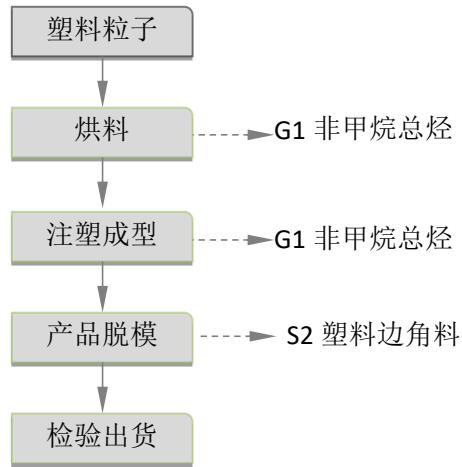 塑料粒子
烘料
G1 非甲烷总烃
注塑成型
G1 非甲烷总烃
产品脱模
S2 塑料边角料
检验出货